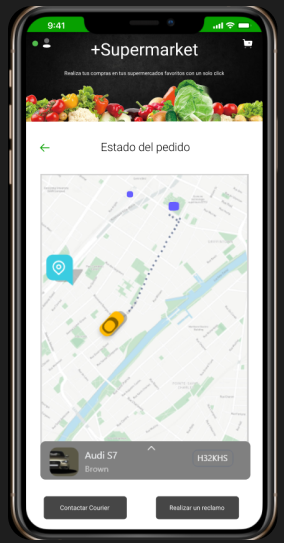 9:41
+Supermarket
Realiza tus compras en tus supermercados favoritos con un solo click
Estado del pedido
Audi S7
H32KHS
Brown
Contactar Courier
Realizar un reclamo